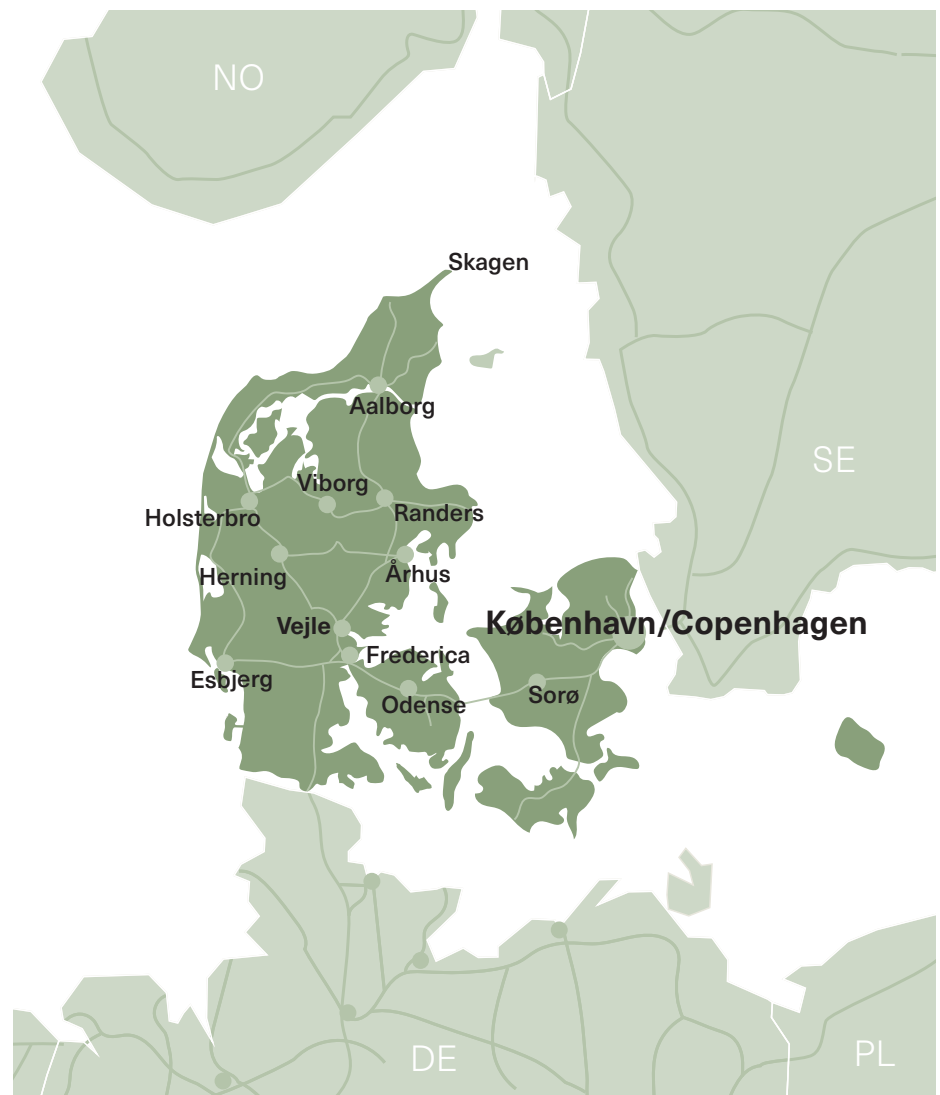 NO
Skagen
Aalborg
SE
Viborg
Holsterbro
Randers
Herning
Århus
København/Copenhagen
Vejle
Frederica
Esbjerg
Odense
Sorø
DE
PL